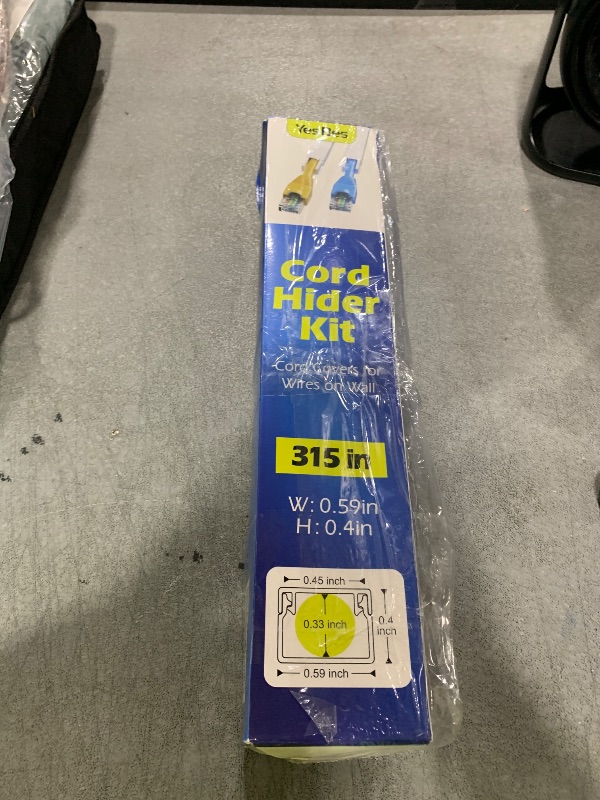 YesDes
Cord
Hider
Kit
Cord Covers for
Wires on Wall
315 in
W: 0.59in
H: 0.4in
0.45 inch
0.33 inch
0.4
inch
0.59 inch